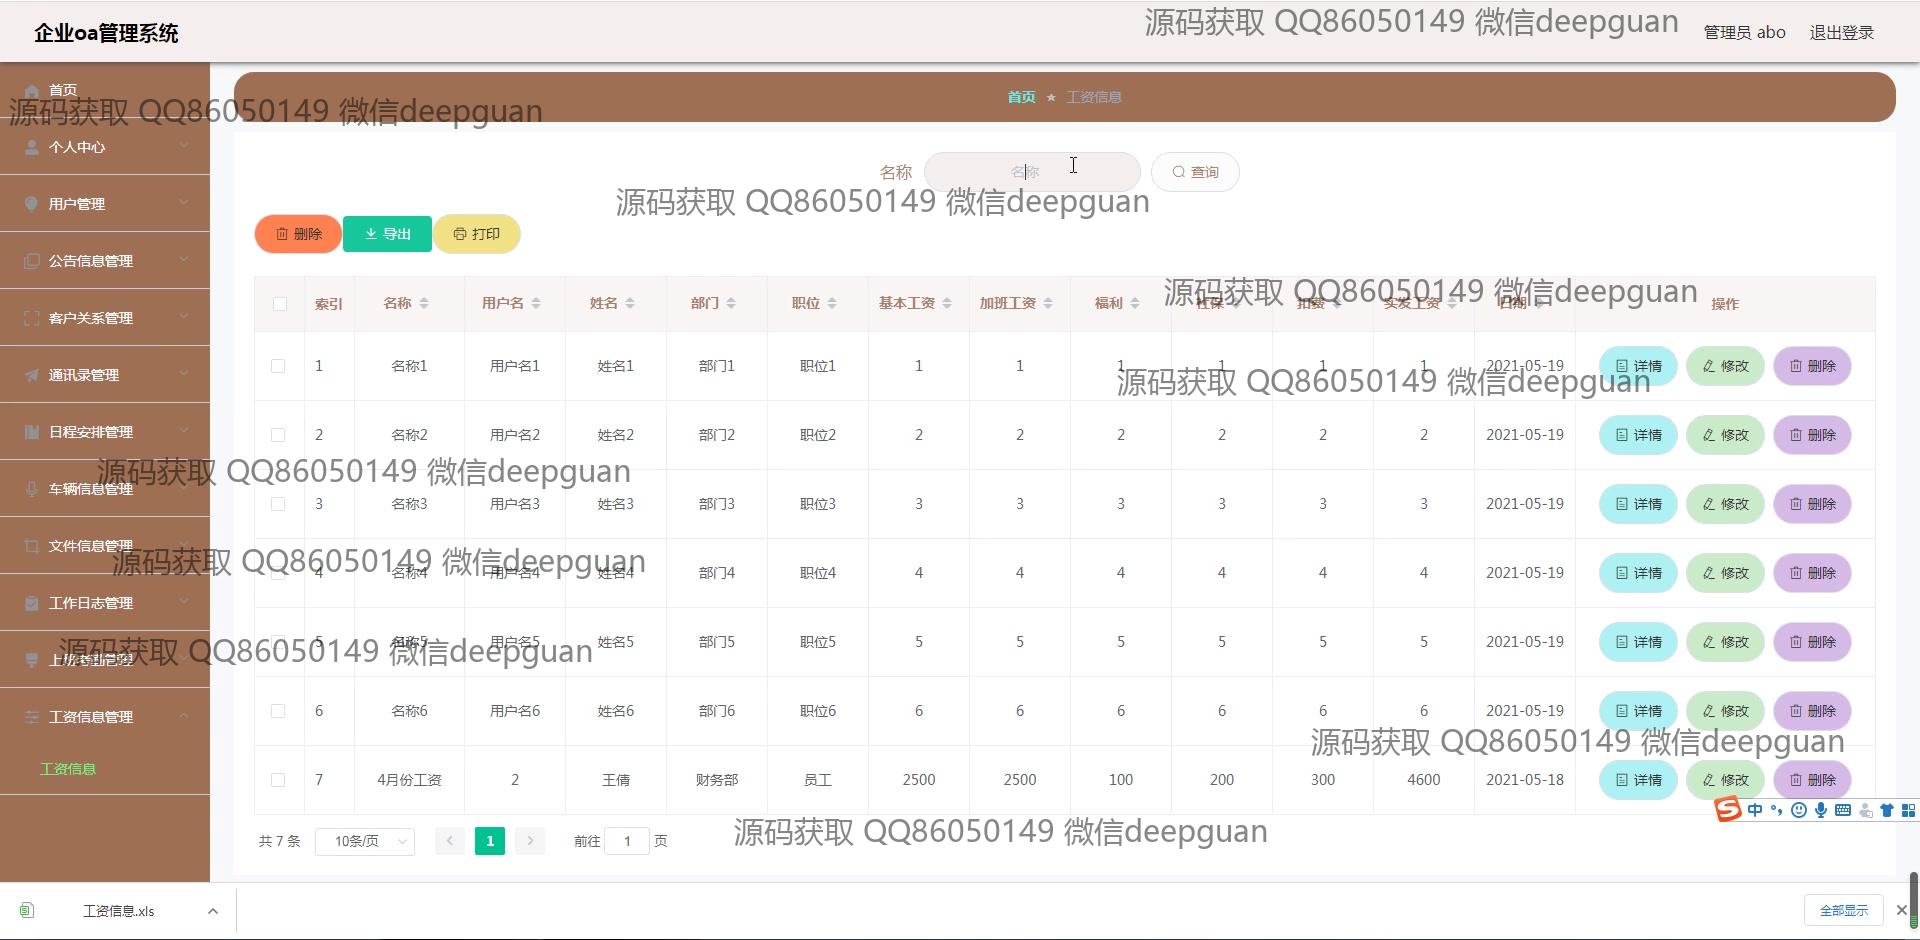 企业oa管理系统
源码获取 QQ86050149 微信deepguan
管理员 abo 退出登录
首页
源码获取 QQ86050149 微信deepguan
首页 ★ 工资信息
个人中心
名称 名称 查询
用户管理
源码获取 QQ86050149 微信deepguan
删除 导出 打印
公告信息管理
源码获取 QQ86050149 微信deepguan
索引 名称 用户名 姓名 部门 职位 基本工资 加班工资 福利 社保 扣费 实发工资 日期 操作
客户关系管理
1 名称1 用户名1 姓名1 部门1 职位1 1 1 1 1 1 1 2021-05-19 详情 修改 删除
通讯录管理
源码获取 QQ86050149 微信deepguan
日程安排管理
2 名称2 用户名2 姓名2 部门2 职位2 2 2 2 2 2 2 2021-05-19 详情 修改 删除
源码获取 QQ86050149 微信deepguan
车辆信息管理
3 名称3 用户名3 姓名3 部门3 职位3 3 3 3 3 3 3 2021-05-19 详情 修改 删除
文件信息管理
源码获取 QQ86050149 微信deepguan
4 名称4 用户名4 姓名4 部门4 职位4 4 4 4 4 4 4 2021-05-19 详情 修改 删除
工作日志管理
5 名称5 用户名5 姓名5 部门5 职位5 5 5 5 5 5 5 2021-05-19 详情 修改 删除
源码获取 QQ86050149 微信deepguan
工资信息管理
6 名称6 用户名6 姓名6 部门6 职位6 6 6 6 6 6 6 2021-05-19 详情 修改 删除
源码获取 QQ86050149 微信deepguan
工资信息
7 4月份工资 2 王倩 财务部 员工 2500 2500 100 200 300 4600 2021-05-18 详情 修改 删除
中
源码获取 QQ86050149 微信deepguan
共 7 条 10条/页 1 前往 1 页
工资信息.xls 全部显示